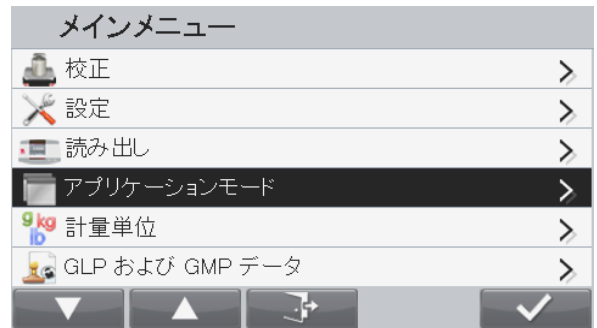 メインメニュー
校正
設定
読み出し
アプリケーションモード
g kg lb 計量単位
GLP および GMP データ